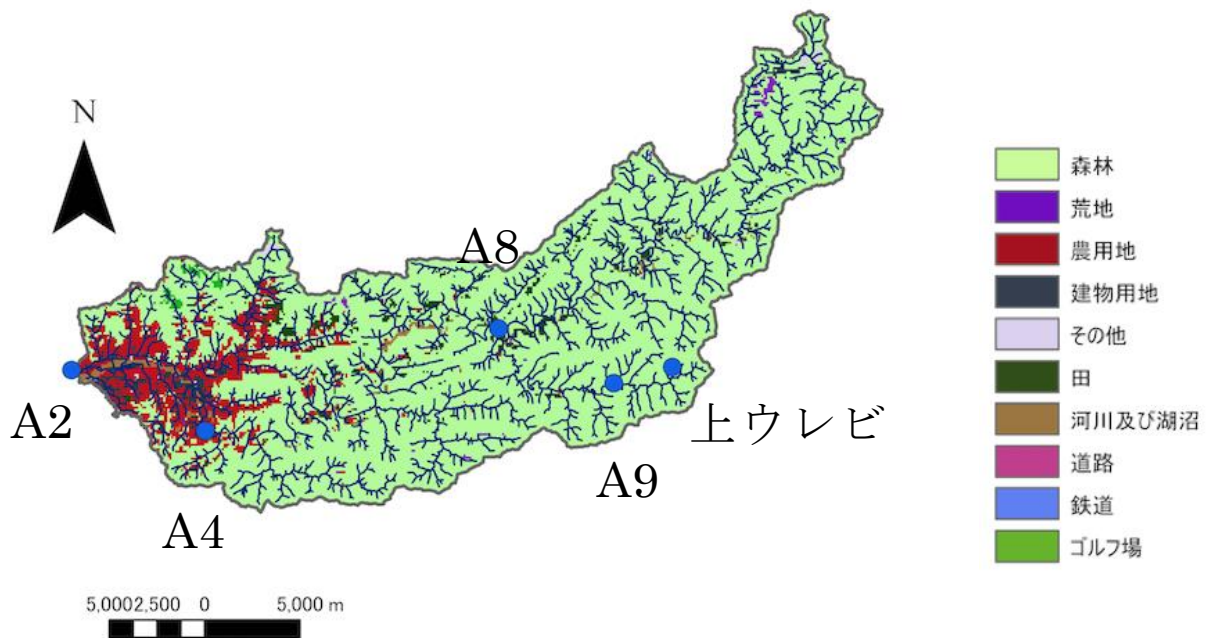 N
A8
A2
上ウレビ
A9
A4
森林
荒地
農用地
建物用地
その他
田
河川及び湖沼
道路
鉄道
ゴルフ場
5,0002,500 0 5,000 m